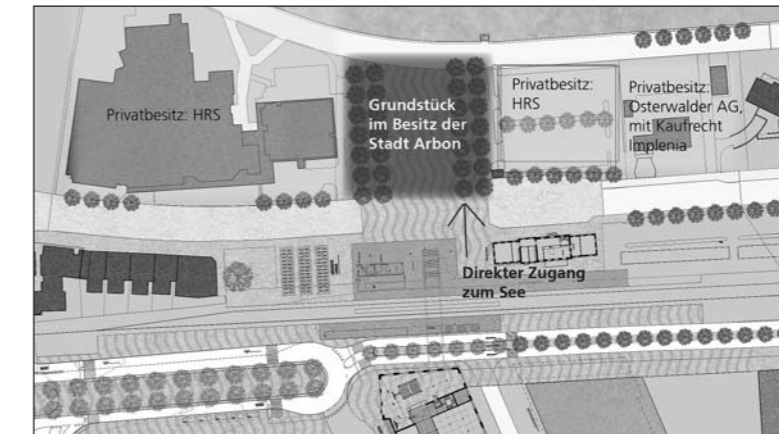 Privatbesitz: HRS
Grundstück
im Besitz der
Stadt Arbon
Privatbesitz:
HRS
Privatbesitz:
Osterwalder AG,
mit Kaufrecht
Implenia
Direkter Zugang
zum See